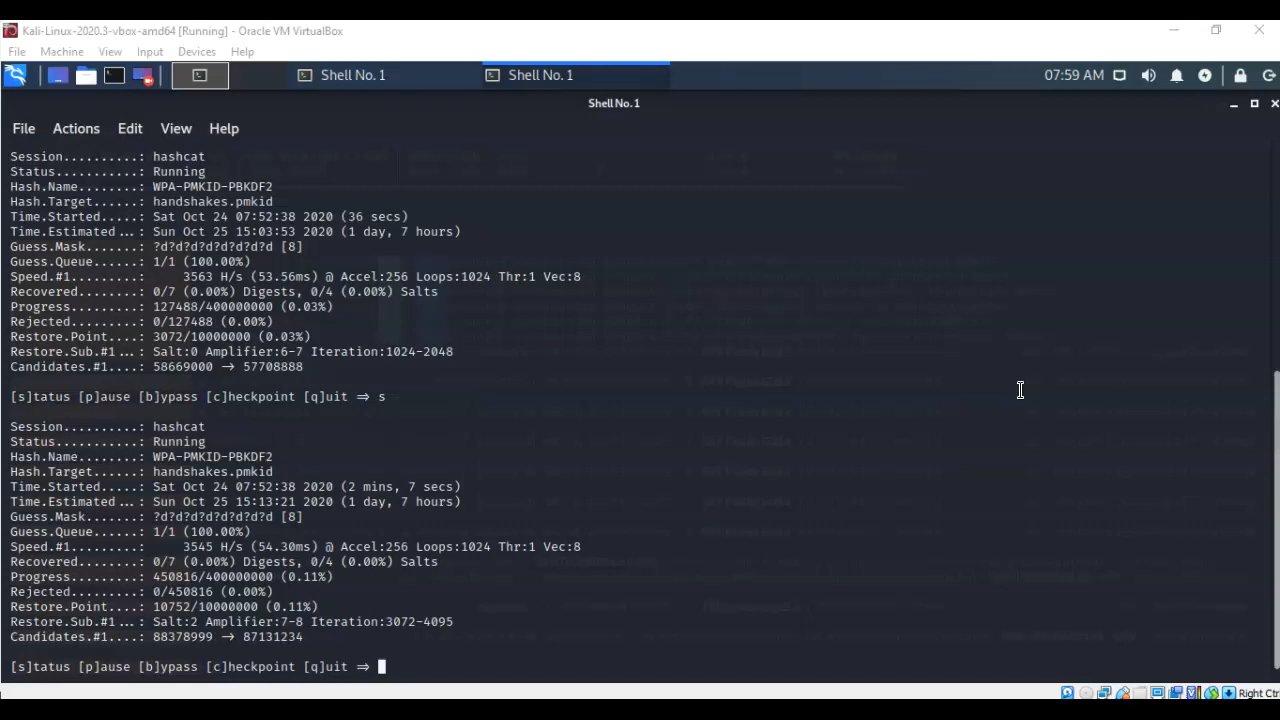 Kali-Linux-2020.3-vbox-amd64 [Running] - Oracle VM VirtualBox
File Machine View Input Devices Help
Shell No. 1 Shell No. 1 07:59 AM
Shell No. 1
File Actions Edit View Help
Session..........: hashcat
Status...........: Running
Hash.Name........: WPA-PMKID-PBKDF2
Hash.Target......: handshakes.pmkid
Time.Started.....: Sat Oct 24 07:52:38 2020 (36 secs)
Time.Estimated...: Sun Oct 25 15:03:53 2020 (1 day, 7 hours)
Guess.Mask.......: ?d?d?d?d?d?d?d?d [8]
Guess.Queue......: 1/1 (100.00%)
Speed.#1.........:     3563 H/s (53.56ms) @ Accel:256 Loops:1024 Thr:1 Vec:8
Recovered........: 0/7 (0.00%) Digests, 0/4 (0.00%) Salts
Progress.........: 127488/400000000 (0.03%)
Rejected.........: 0/127488 (0.00%)
Restore.Point....: 3072/10000000 (0.03%)
Restore.Sub.#1...: Salt:0 Amplifier:6-7 Iteration:1024-2048
Candidates.#1....: 58669000 → 57708888
[s]tatus [p]ause [b]ypass [c]heckpoint [q]uit ⇒ s
Session..........: hashcat
Status...........: Running
Hash.Name........: WPA-PMKID-PBKDF2
Hash.Target......: handshakes.pmkid
Time.Started.....: Sat Oct 24 07:52:38 2020 (2 mins, 7 secs)
Time.Estimated...: Sun Oct 25 15:13:21 2020 (1 day, 7 hours)
Guess.Mask.......: ?d?d?d?d?d?d?d?d [8]
Guess.Queue......: 1/1 (100.00%)
Speed.#1.........:     3545 H/s (54.30ms) @ Accel:256 Loops:1024 Thr:1 Vec:8
Recovered........: 0/7 (0.00%) Digests, 0/4 (0.00%) Salts
Progress.........: 450816/400000000 (0.11%)
Rejected.........: 0/450816 (0.00%)
Restore.Point....: 10752/10000000 (0.11%)
Restore.Sub.#1...: Salt:2 Amplifier:7-8 Iteration:3072-4095
Candidates.#1....: 88378999 → 87131234
[s]tatus [p]ause [b]ypass [c]heckpoint [q]uit ⇒
Right Ctr